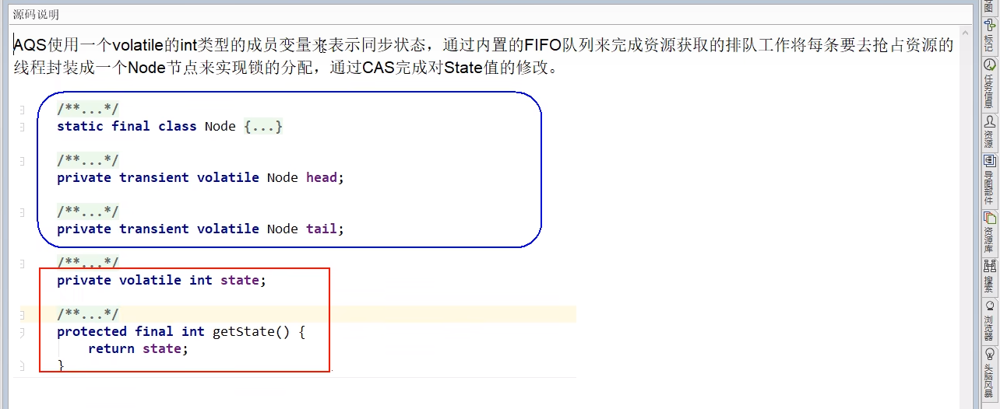 源码说明
AQS使用一个volatile的int类型的成员变量来表示同步状态，通过内置的FIFO队列来完成资源获取的排队工作将每条要去抢占资源的
线程封装成一个Node节点来实现锁的分配，通过CAS完成对State值的修改。
/**...*/
static final class Node {...}
/**...*/
private transient volatile Node head;
/**...*/
private transient volatile Node tail;
/**...*/
private volatile int state;
/**...*/
protected final int getState() {
return state;
}
图
标记
任务信息
资源
导图部件
资源库
搜索
浏览器
头脑风暴